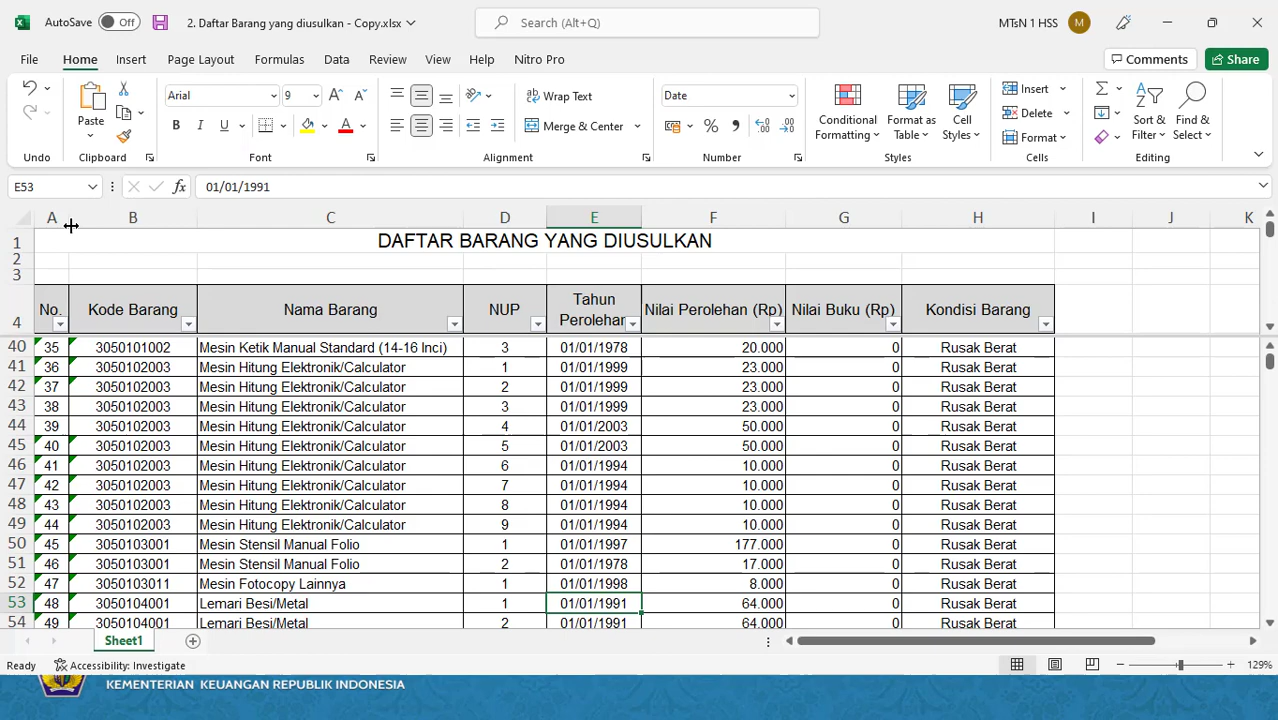 AutoSave Off 2. Daftar Barang yang diusulkan - Copy.xlsx Search (Alt+Q) MTsN 1 HSS M
File Home Insert Page Layout Formulas Data Review View Help Nitro Pro Comments Share
Arial 9 Wrap Text Date Insert
Paste Merge & Center Conditional Formatting Format as Table Cell Styles Delete Sort & Filter Find & Select
B I U Format
Undo Clipboard Font Alignment Number Styles Cells Editing
E53 fx 01/01/1991
A B C D E F G H I J K
1 DAFTAR BARANG YANG DIUSULKAN
2
3
4 No. Kode Barang Nama Barang NUP Tahun Perolehan Nilai Perolehan (Rp) Nilai Buku (Rp) Kondisi Barang
40 35 3050101002 Mesin Ketik Manual Standard (14-16 Inci) 3 01/01/1978 20.000 0 Rusak Berat
41 36 3050102003 Mesin Hitung Elektronik/Calculator 1 01/01/1999 23.000 0 Rusak Berat
42 37 3050102003 Mesin Hitung Elektronik/Calculator 2 01/01/1999 23.000 0 Rusak Berat
43 38 3050102003 Mesin Hitung Elektronik/Calculator 3 01/01/1999 23.000 0 Rusak Berat
44 39 3050102003 Mesin Hitung Elektronik/Calculator 4 01/01/2003 50.000 0 Rusak Berat
45 40 3050102003 Mesin Hitung Elektronik/Calculator 5 01/01/2003 50.000 0 Rusak Berat
46 41 3050102003 Mesin Hitung Elektronik/Calculator 6 01/01/1994 10.000 0 Rusak Berat
47 42 3050102003 Mesin Hitung Elektronik/Calculator 7 01/01/1994 10.000 0 Rusak Berat
48 43 3050102003 Mesin Hitung Elektronik/Calculator 8 01/01/1994 10.000 0 Rusak Berat
49 44 3050102003 Mesin Hitung Elektronik/Calculator 9 01/01/1994 10.000 0 Rusak Berat
50 45 3050103001 Mesin Stensil Manual Folio 1 01/01/1997 177.000 0 Rusak Berat
51 46 3050103001 Mesin Stensil Manual Folio 2 01/01/1978 17.000 0 Rusak Berat
52 47 3050103011 Mesin Fotocopy Lainnya 1 01/01/1998 8.000 0 Rusak Berat
53 48 3050104001 Lemari Besi/Metal 1 01/01/1991 64.000 0 Rusak Berat
54 49 3050104001 Lemari Besi/Metal 2 01/01/1991 64.000 0 Rusak Berat
Sheet1
Ready Accessibility: Investigate 129%
KEMENTERIAN KEUANGAN REPUBLIK INDONESIA